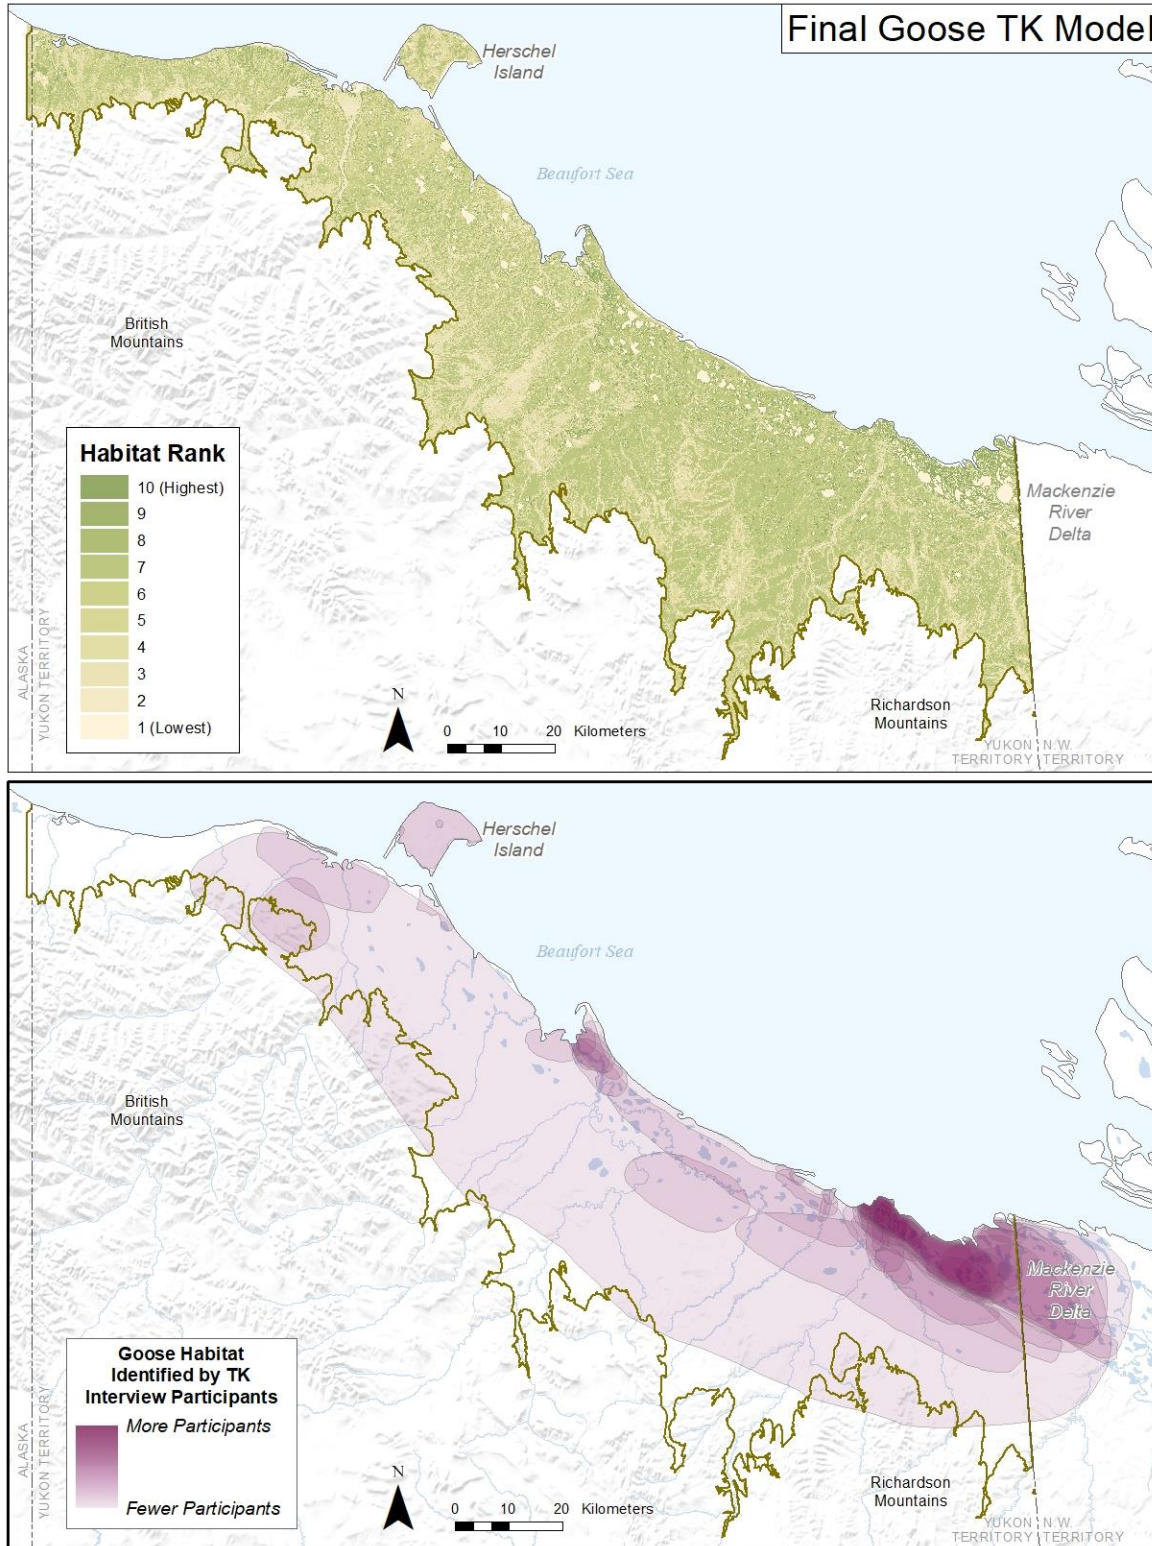 Final Goose TK Model
Herschel
Island
Beaufort Sea
British
Mountains
Habitat Rank
10 (Highest)
9
8
7
6
5
4
3
2
1 (Lowest)
Mackenzie
River
Delta
ALASKA
YUKON TERRITORY
N
0 10 20 Kilometers
Richardson
Mountains
YUKON N.W.
TERRITORY TERRITORY
Herschel
Island
Beaufort Sea
British
Mountains
Mackenzie
River
Delta
Goose Habitat
Identified by TK
Interview Participants
More Participants
Fewer Participants
ALASKA
YUKON TERRITORY
N
0 10 20 Kilometers
Richardson
Mountains
YUKON N.W.
TERRITORY TERRITORY